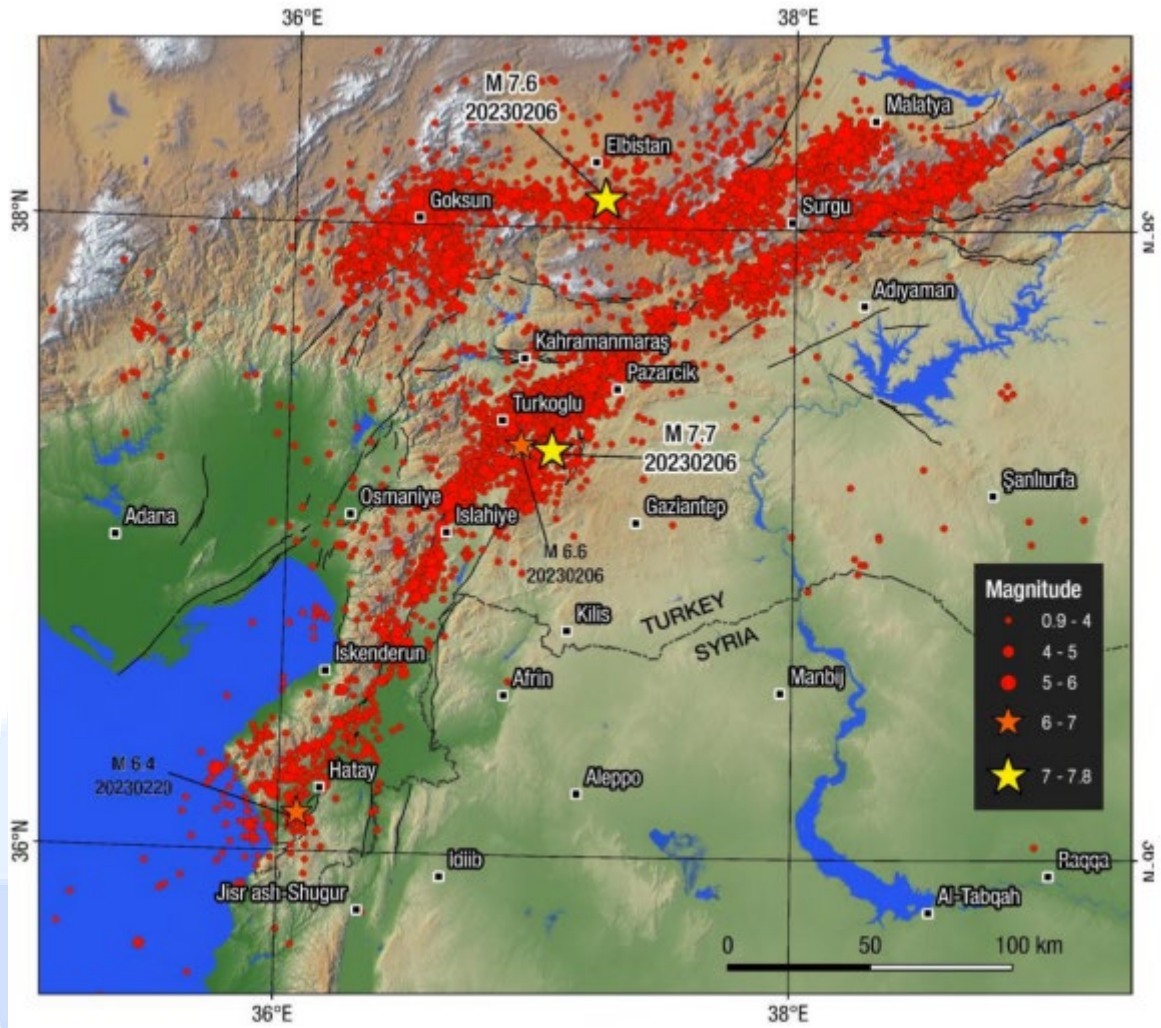 36°E
38°E
M 7.6
20230206
Malatya
Elbistan
Goksun
Surgu
38°N
38°N
Adıyaman
Kahramanmaraş
Pazarcik
Turkoglu
M 7.7
20230206
Şanlıurfa
Osmaniye
Gaziantep
Adana
Islahiye
M 6.6
20230206
Magnitude
0.9 - 4
4 - 5
5 - 6
6 - 7
7 - 7.8
Kilis
TURKEY
SYRIA
Iskenderun
Afrin
Manbij
M 6.4
20230220
Hatay
Aleppo
36°N
36°N
Idlib
Raqqa
Jisr ash-Shugur
Al-Tabqah
0 50 100 km
36°E
38°E